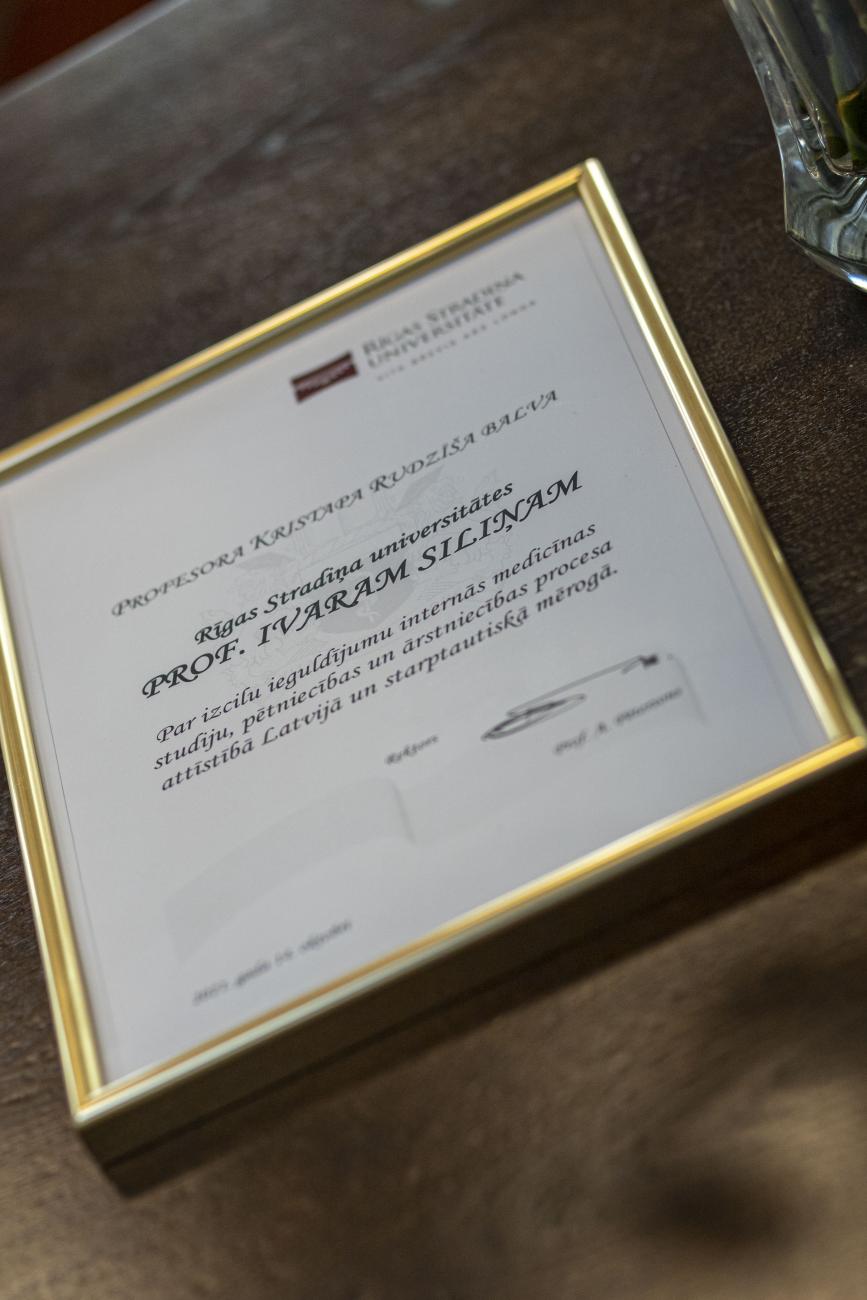 RĪGAS STRADIŅA
UNIVERSITĀTE
PROFESORA KRISTAPA RUDZĪŠA BALVA
Rīgas Stradiņa universitātes
PROF. IVARAM SILIŅAM
Par izcilu ieguldījumu internās medicīnas
studiju, pētniecības un ārstniecības procesa
attīstībā Latvijā un starptautiskā mērogā.
Rektors
Prof. A.